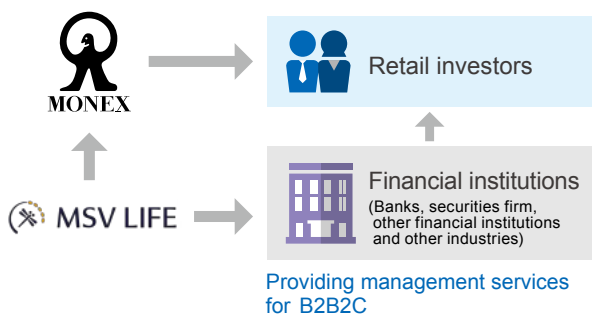 MONEX
Retail investors
MSV LIFE
Financial institutions
(Banks, securities firm,
other financial institutions
and other industries)
Providing management services
for B2B2C